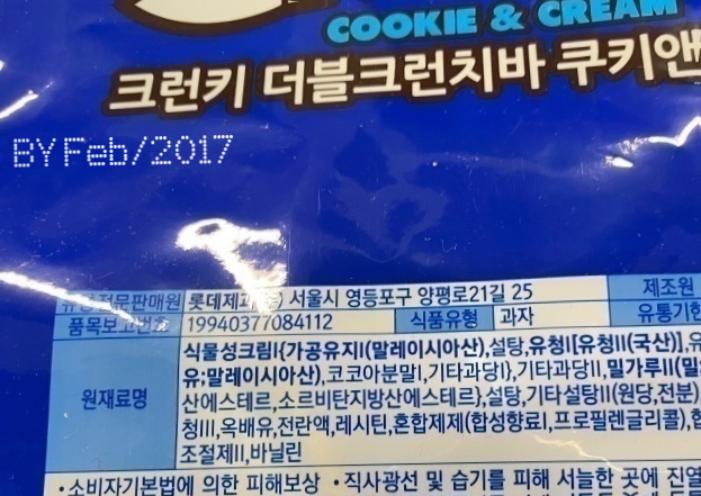 COOKIE & CREAM
크런키 더블크런치바 쿠키앤
BY Feb/2017
롯데제과 서울시 영등포구 양평로21길 25
제조원
품목보고번호 19940377084112 식품유형 과자 유통기한
원재료명
식물성크림I{가공유지I(말레이시아산),설탕,유청I[유청II(국산)],유
유;말레이시아산),코코아분말I,기타과당I},기타과당II,밀가루II(밀:
산에스테르,소르비탄지방산에스테르},설탕,기타설탕II(원당,전분)
청III,옥배유,전란액,레시틴,혼합제제(합성향료I,프로필렌글리콜),
조절제II,바닐린
•소비자기본법에 의한 피해보상 •직사광선 및 습기를 피해 서늘한 곳에 진열